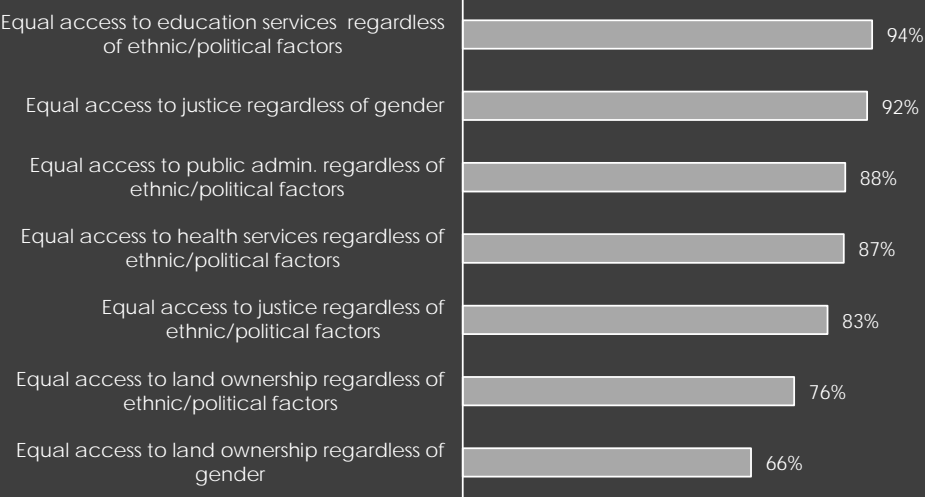 Equal access to education services regardless
of ethnic/political factors
94%
Equal access to justice regardless of gender
92%
Equal access to public admin. regardless of
ethnic/political factors
88%
Equal access to health services regardless of
ethnic/political factors
87%
Equal access to justice regardless of
ethnic/political factors
83%
Equal access to land ownership regardless of
ethnic/political factors
76%
Equal access to land ownership regardless of
gender
66%